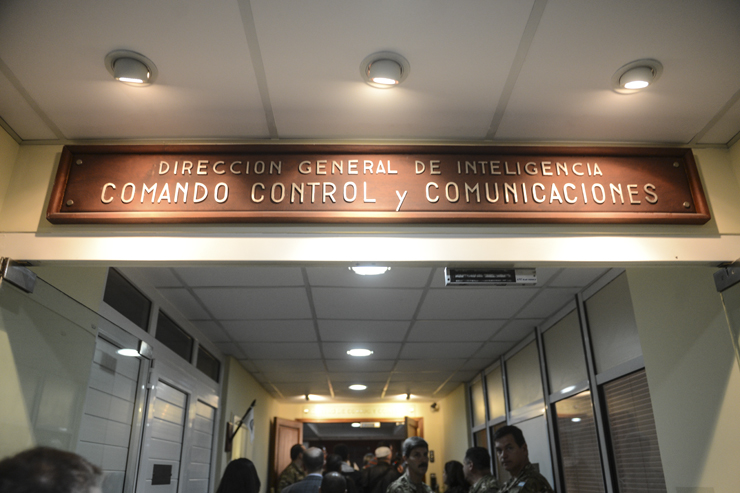 DIRECCION GENERAL DE INTELIGENCIA
COMANDO CONTROL y COMUNICACIONES